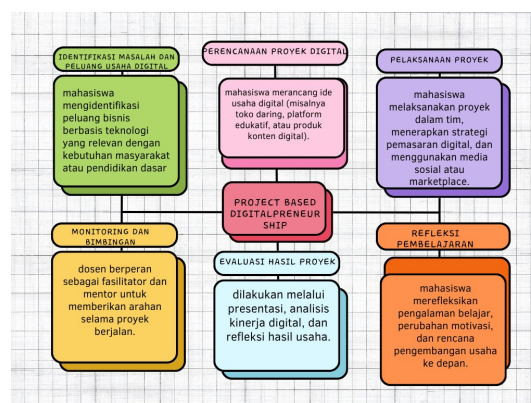 IDENTIFIKASI MASALAH DAN
PELUANG USAHA DIGITAL
mahasiswa
mengidentifikasi
peluang bisnis
berbasis teknologi
yang relevan dengan
kebutuhan masyarakat
atau pendidikan dasar
PERENCANAAN PROYEK DIGITAL
mahasiswa merancang ide
usaha digital (misalnya
toko daring, platform
edukatif, atau produk
konten digital).
PELAKSANAAN PROYEK
mahasiswa
melaksanakan proyek
dalam tim,
menerapkan strategi
pemasaran digital, dan
menggunakan media
sosial atau
marketplace.
PROJECT BASED
DIGITALPRENEUR
SHIP
MONITORING DAN
BIMBINGAN
dosen berperan
sebagai fasilitator dan
mentor untuk
memberikan arahan
selama proyek
berjalan.
EVALUASI HASIL PROYEK
dilakukan melalui
presentasi, analisis
kinerja digital, dan
refleksi hasil usaha.
REFLEKSI
PEMBELAJARAN
mahasiswa
merefleksikan
pengalaman belajar,
perubahan motivasi,
dan rencana
pengembangan usaha
ke depan.